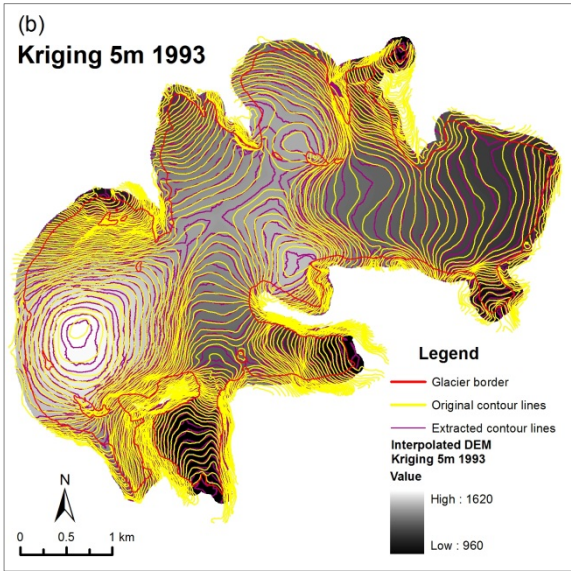 (b)
Kriging 5m 1993
Legend
Glacier border
Original contour lines
Extracted contour lines
Interpolated DEM
Kriging 5m 1993
Value
High : 1620
Low : 960
N
0 0.5 1 km